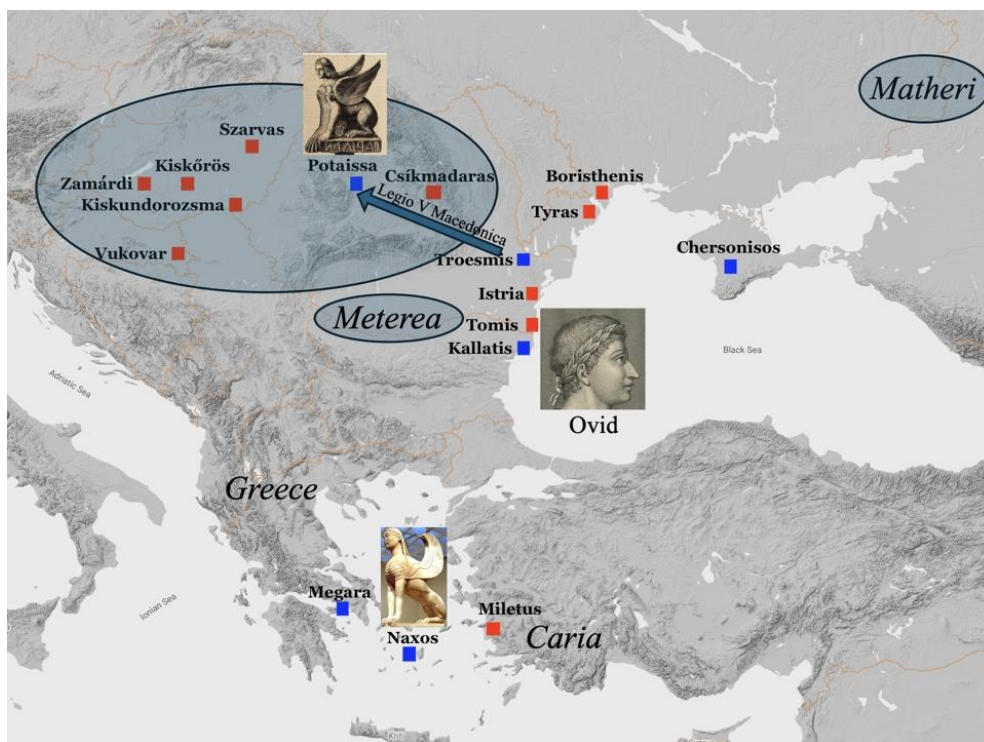 Matheri
Szarvas
Kiskőrös
Potaissa
Csíkmadaras
Boristhenis
Zamárdi
Kiskundorozsma
Legio V Macedonica
Tyras
Vukovar
Troesmis
Chersonisos
Istria
Meterea
Tomis
Kallatis
Black Sea
Adriatic Sea
Ovid
Greece
Megara
Ionian Sea
Miletus
Caria
Naxos